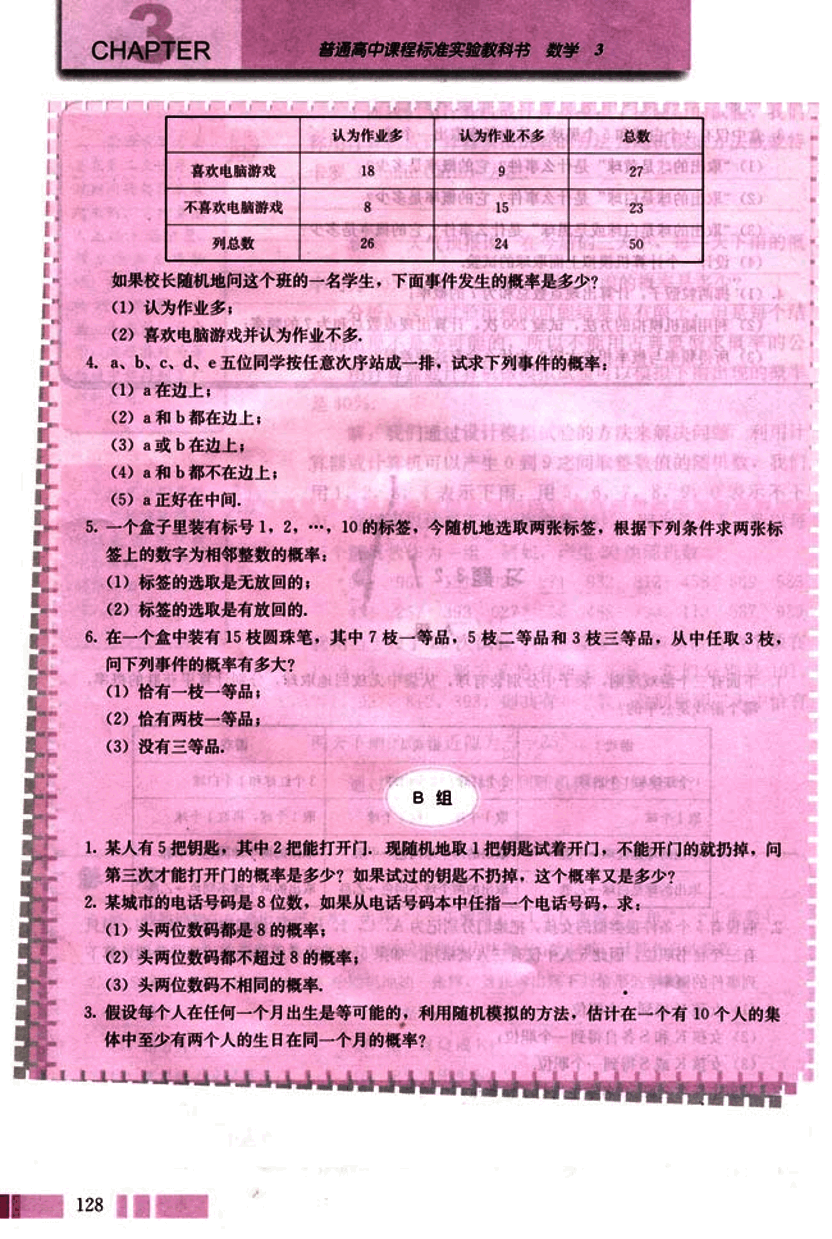 3
CHAPTER 普通高中课程标准实验教科书 数学 3
认为作业多 认为作业不多 总数
喜欢电脑游戏 18 9 27
不喜欢电脑游戏 8 15 23
列总数 26 24 50
如果校长随机地问这个班的一名学生，下面事件发生的概率是多少？
（1）认为作业多；
（2）喜欢电脑游戏并认为作业不多.
4. a、b、c、d、e五位同学按任意次序站成一排，试求下列事件的概率：
（1）a在边上；
（2）a和b都在边上；
（3）a或b在边上；
（4）a和b都不在边上；
（5）a正好在中间.
5. 一个盒子里装有标号1，2，…，10的标签，今随机地选取两张标签，根据下列条件求两张标
签上的数字为相邻整数的概率：
（1）标签的选取是无放回的；
（2）标签的选取是有放回的.
6. 在一个盒中装有15枝圆珠笔，其中7枝一等品，5枝二等品和3枝三等品，从中任取3枝，
问下列事件的概率有多大？
（1）恰有一枝一等品；
（2）恰有两枝一等品；
（3）没有三等品.
B 组
1. 某人有5把钥匙，其中2把能打开门. 现随机地取1把钥匙试着开门，不能开门的就扔掉，问
第三次才能打开门的概率是多少？如果试过的钥匙不扔掉，这个概率又是多少？
2. 某城市的电话号码是8位数，如果从电话号码本中任指一个电话号码，求：
（1）头两位数码都是8的概率；
（2）头两位数码都不超过8的概率；
（3）头两位数码不相同的概率.
3. 假设每个人在任何一个月出生是等可能的，利用随机模拟的方法，估计在一个有10个人的集
体中至少有两个人的生日在同一个月的概率？
128